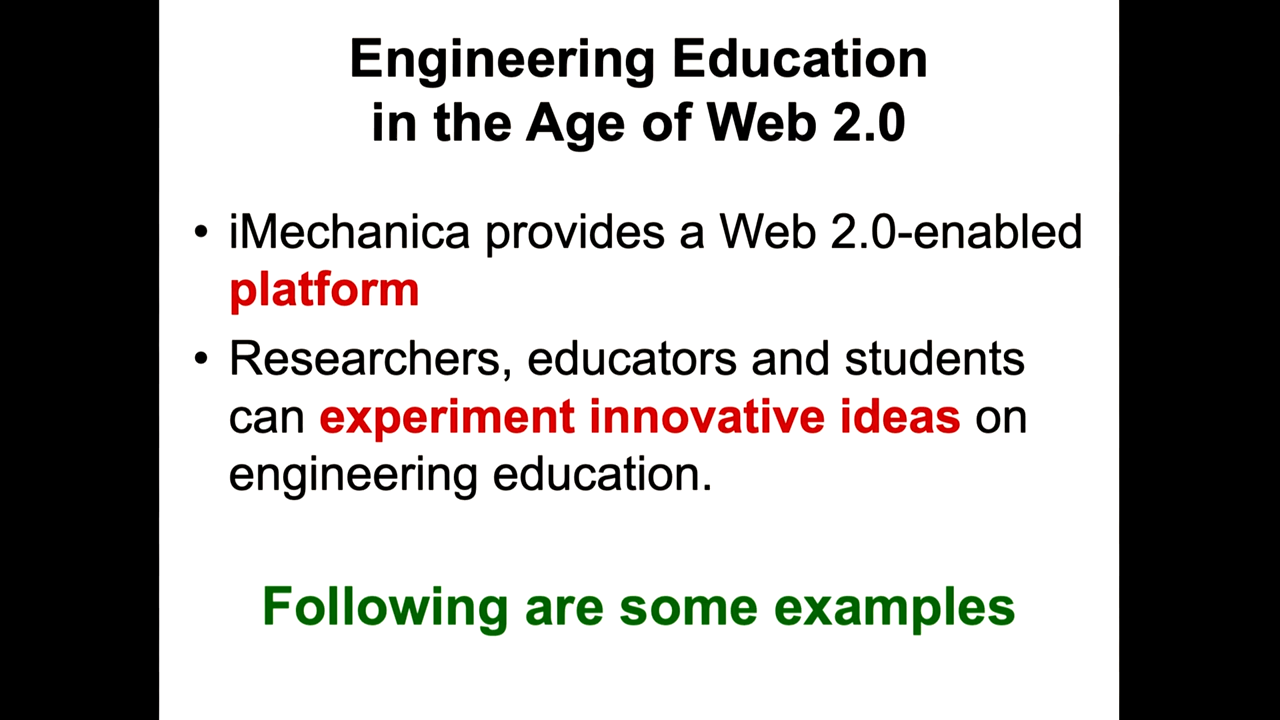 Engineering Education
in the Age of Web 2.0
• iMechanica provides a Web 2.0-enabled
platform
• Researchers, educators and students
can experiment innovative ideas on
engineering education.
Following are some examples